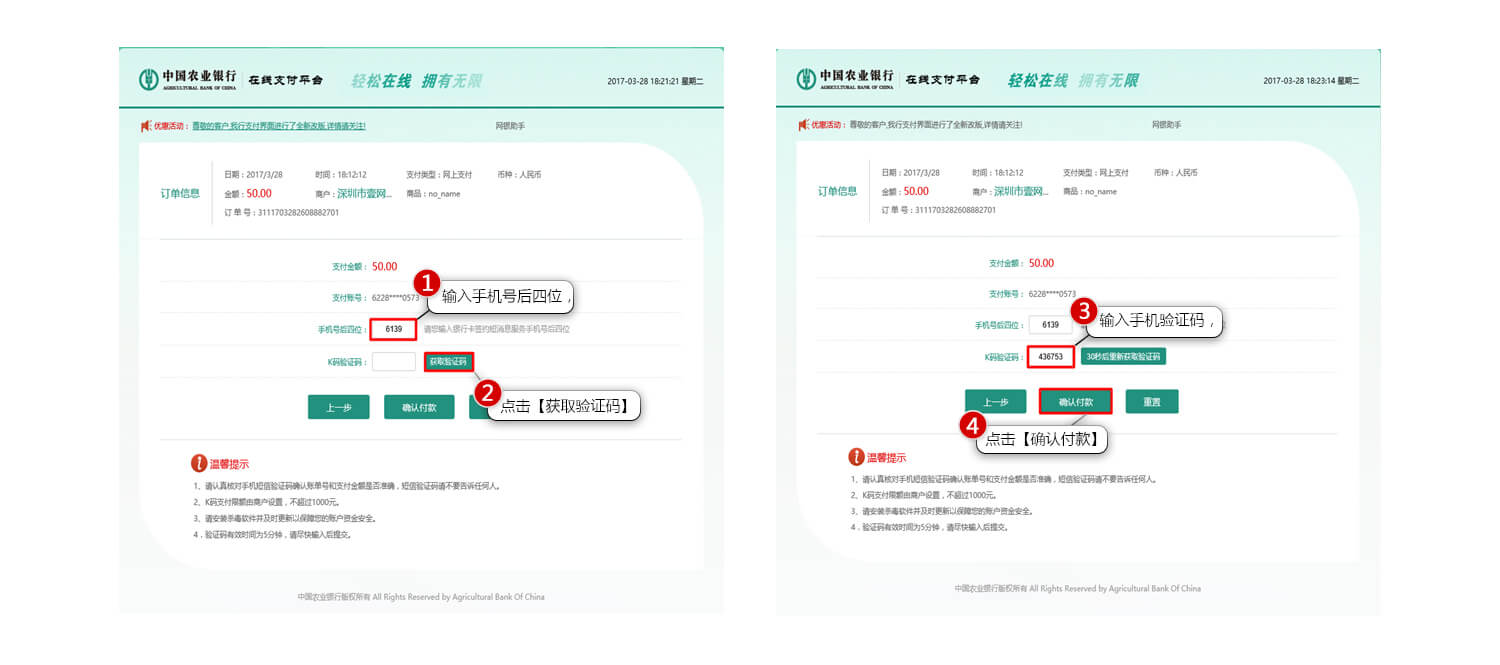 中国农业银行
AGRICULTURAL BANK OF CHINA
在线支付平台
轻松在线 拥有无限
2017-03-28 18:21:21 星期二
优惠活动：尊敬的客户,我行支付界面进行了全新改版,详情请关注!
网银助手
订单信息
日期：2017/3/28 时间：18:12:12 支付类型：网上支付 币种：人民币
金额：50.00 商户：深圳市壹网... 商品：no_name
订 单 号：3111703282608882701
支付金额： 50.00
1
输入手机号后四位，
支付账号： 6228****0573
手机号后四位： 6139 请您输入银行卡签约短消息服务手机号后四位
K码验证码： 获取验证码
2
点击【获取验证码】
上一步 确认付款
温馨提示
1、请认真核对手机短信验证码确认账单号和支付金额是否准确，短信验证码请不要告诉任何人。
2、K码支付限额由商户设置，不超过1000元。
3、请安装杀毒软件并及时更新以保障您的账户资金安全。
4．验证码有效时间为5分钟，请尽快输入后提交。
中国农业银行版权所有 All Rights Reserved by Agricultural Bank Of China
中国农业银行
AGRICULTURAL BANK OF CHINA
在线支付平台
轻松在线 拥有无限
2017-03-28 18:23:14 星期二
优惠活动：尊敬的客户,我行支付界面进行了全新改版,详情请关注!
网银助手
订单信息
日期：2017/3/28 时间：18:12:12 支付类型：网上支付 币种：人民币
金额：50.00 商户：深圳市壹网... 商品：no_name
订 单 号：3111703282608882701
支付金额： 50.00
支付账号： 6228****0573
3
输入手机验证码，
手机号后四位： 6139
K码验证码： 436753 30秒后重新获取验证码
上一步 确认付款 重置
4
点击【确认付款】
温馨提示
1、请认真核对手机短信验证码确认账单号和支付金额是否准确，短信验证码请不要告诉任何人。
2、K码支付限额由商户设置，不超过1000元。
3、请安装杀毒软件并及时更新以保障您的账户资金安全。
4．验证码有效时间为5分钟，请尽快输入后提交。
中国农业银行版权所有 All Rights Reserved by Agricultural Bank Of China